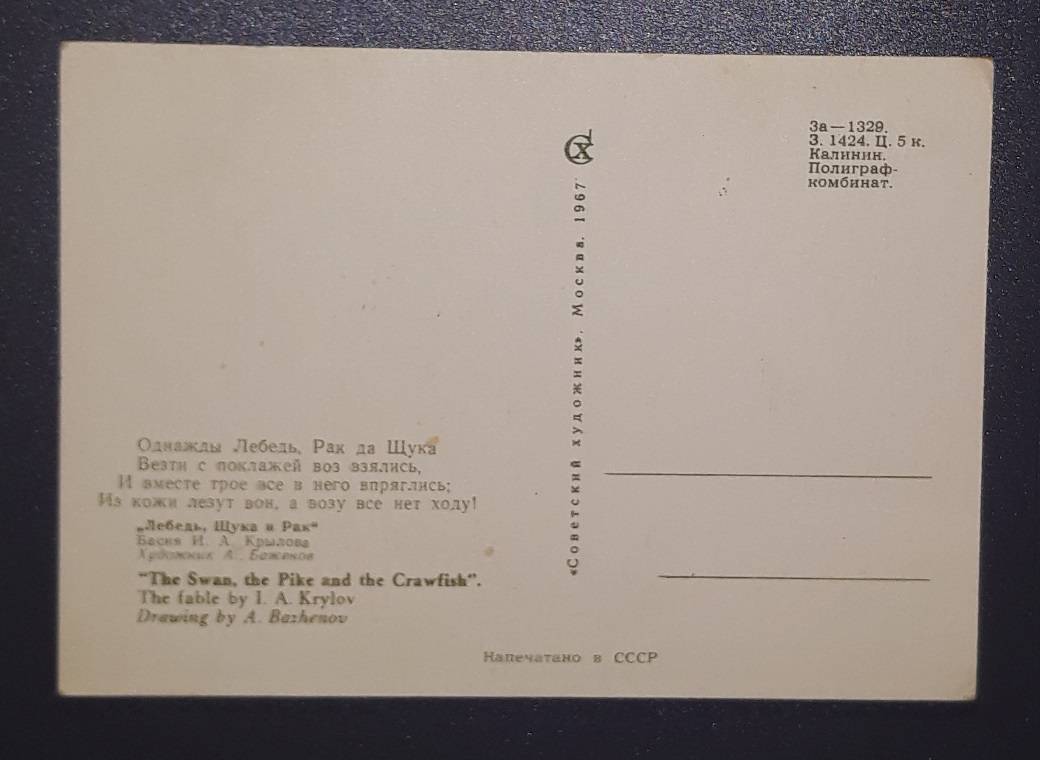 Однажды Лебедь, Рак да Щука
Везти с поклажей воз взялись,
И вместе трое все в него впряглись;
Из кожи лезут вон, а возу все нет ходу!
„Лебедь, Щука и Рак“
Басня И. А. Крылова
Художник А. Баженов
"The Swan, the Pike and the Crawfish".
The fable by I. A. Krylov
Drawing by A. Bazhenov
СХ
«Советский художник». Москва. 1967
За—1329.
З. 1424. Ц. 5 к.
Калинин.
Полиграф-
комбинат.
Напечатано в СССР